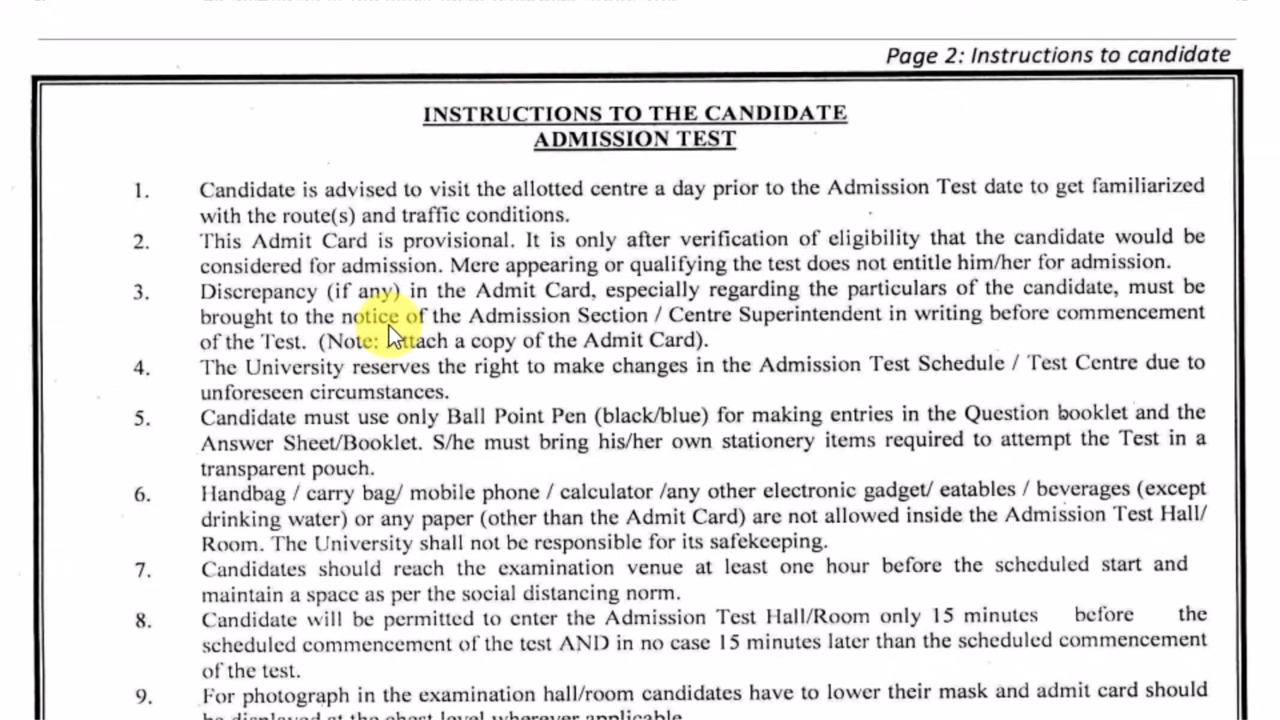 Page 2: Instructions to candidate
INSTRUCTIONS TO THE CANDIDATE
ADMISSION TEST
1. Candidate is advised to visit the allotted centre a day prior to the Admission Test date to get familiarized
with the route(s) and traffic conditions.
2. This Admit Card is provisional. It is only after verification of eligibility that the candidate would be
considered for admission. Mere appearing or qualifying the test does not entitle him/her for admission.
3. Discrepancy (if any) in the Admit Card, especially regarding the particulars of the candidate, must be
brought to the notice of the Admission Section / Centre Superintendent in writing before commencement
of the Test. (Note: Attach a copy of the Admit Card).
4. The University reserves the right to make changes in the Admission Test Schedule / Test Centre due to
unforeseen circumstances.
5. Candidate must use only Ball Point Pen (black/blue) for making entries in the Question booklet and the
Answer Sheet/Booklet. S/he must bring his/her own stationery items required to attempt the Test in a
transparent pouch.
6. Handbag / carry bag/ mobile phone / calculator /any other electronic gadget/ eatables / beverages (except
drinking water) or any paper (other than the Admit Card) are not allowed inside the Admission Test Hall/
Room. The University shall not be responsible for its safekeeping.
7. Candidates should reach the examination venue at least one hour before the scheduled start and
maintain a space as per the social distancing norm.
8. Candidate will be permitted to enter the Admission Test Hall/Room only 15 minutes before the
scheduled commencement of the test AND in no case 15 minutes later than the scheduled commencement
of the test.
9. For photograph in the examination hall/room candidates have to lower their mask and admit card should
be displayed at the chest level wherever applicable.